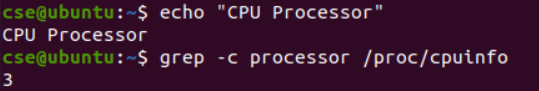 cse@ubuntu:~$ echo "CPU Processor"
CPU Processor
cse@ubuntu:~$ grep -c processor /proc/cpuinfo
3